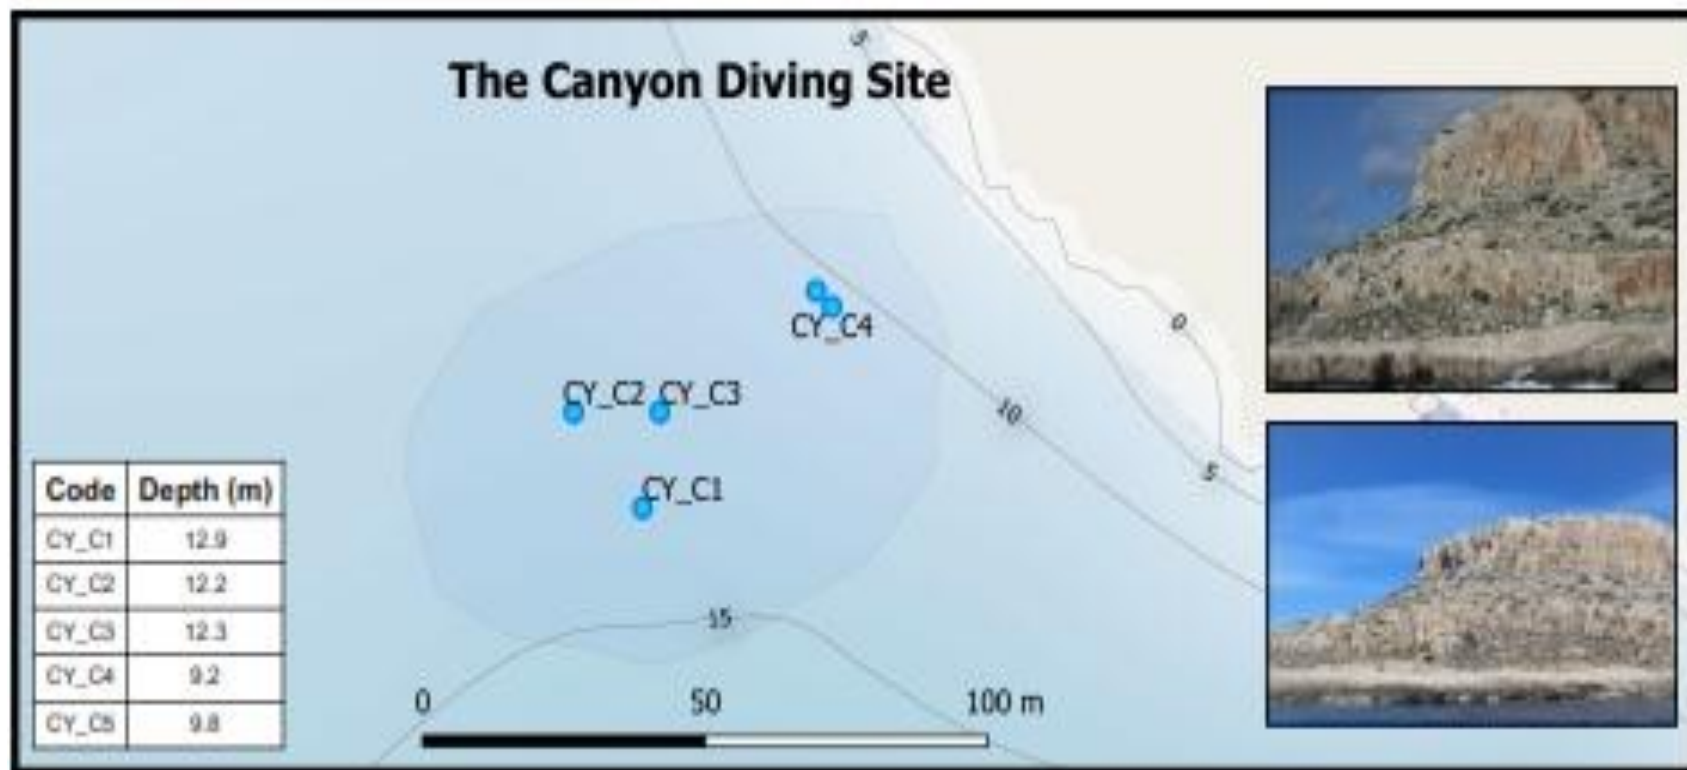 The Canyon Diving Site
5
0
CY_C4
CY_C2 CY_C3
10
5
CY_C1
15
0 50 100 m
Code Depth (m)
CY_C1 12.9
CY_C2 12.2
CY_C3 12.3
CY_C4 9.2
CY_C5 9.8